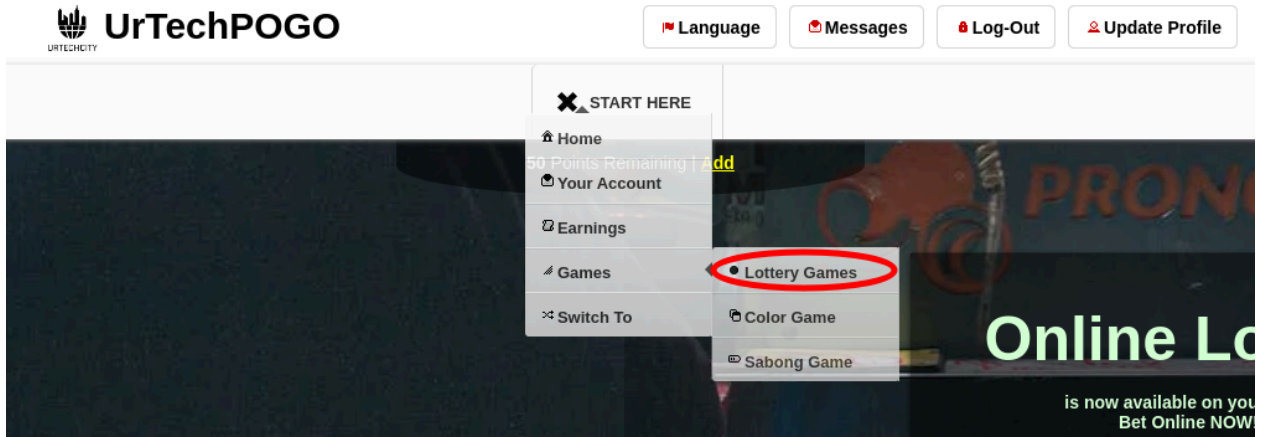 URTECHCITY
UrTechPOGO
Language
Messages
Log-Out
Update Profile
START HERE
Home
50 Points Remaining | Add
Your Account
Earnings
Games
Lottery Games
Switch To
Color Game
Sabong Game
PRON
Online Lo
is now available on you
Bet Online NOW!